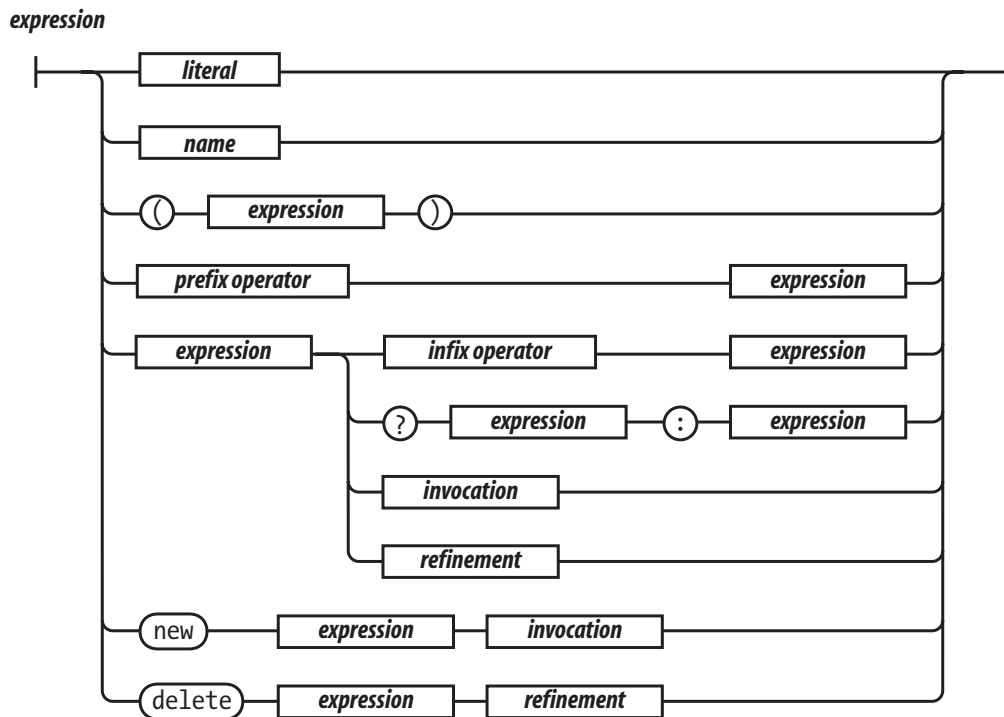 expression
literal
name
( expression )
prefix operator expression
expression infix operator expression
? expression : expression
invocation
refinement
new expression invocation
delete expression refinement